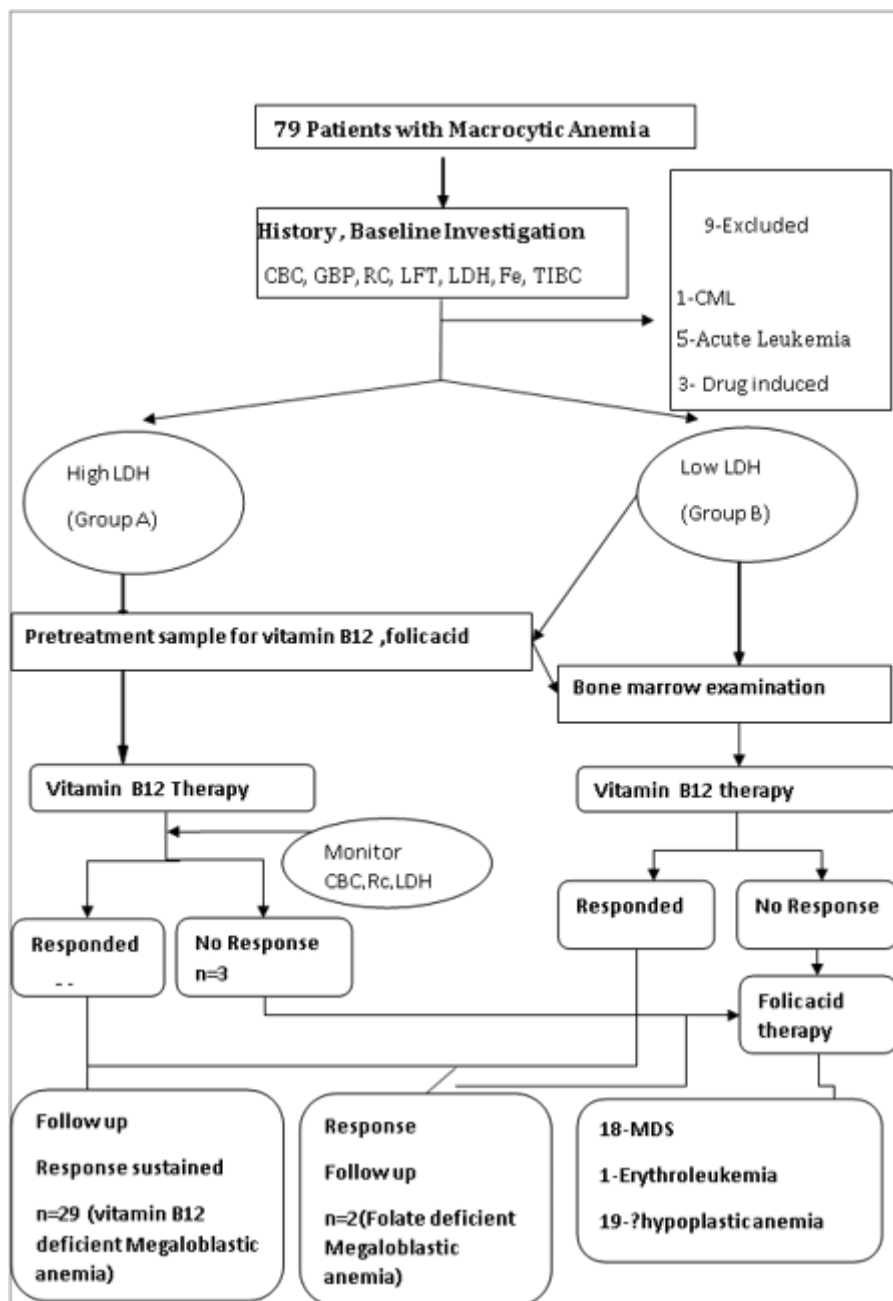 79 Patients with Macrocytic Anemia
History , Baseline Investigation
CBC, GBP, RC, LFT, LDH, Fe, TIBC
9-Excluded
1-CML
5-Acute Leukemia
3- Drug induced
High LDH
(Group A)
Low LDH
(Group B)
Pretreatment sample for vitamin B12 ,folicacid
Bone marrow examination
Vitamin B12 Therapy
Vitamin B12 therapy
Monitor
CBC,Rc,LDH
Responded
No Response
n=3
Responded
No Response
Folicacid
therapy
Follow up
Response sustained
n=29 (vitamin B12
deficient Megaloblastic
anemia)
Response
Follow up
n=2(Folate deficient
Megaloblastic
anemia)
18-MDS
1-Erythroleukemia
19-?hypoplasticanemia